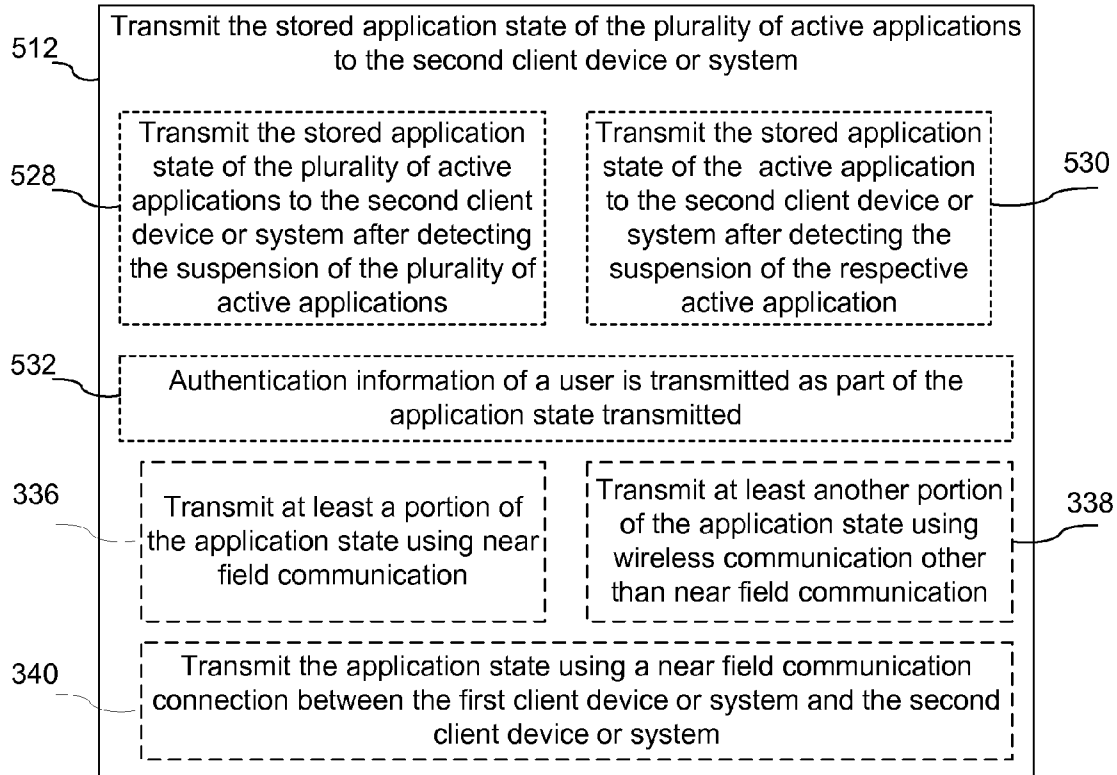 Transmit the stored application state of the plurality of active applications
to the second client device or system
512
Transmit the stored application
state of the plurality of active
applications to the second client
device or system after detecting
the suspension of the plurality of
active applications
528
Transmit the stored application
state of the active application
to the second client device or
system after detecting the
suspension of the respective
active application
530
532
Authentication information of a user is transmitted as part of the
application state transmitted
336
Transmit at least a portion of
the application state using near
field communication
Transmit at least another portion
of the application state using
wireless communication other
than near field communication
338
340
Transmit the application state using a near field communication
connection between the first client device or system and the second
client device or system